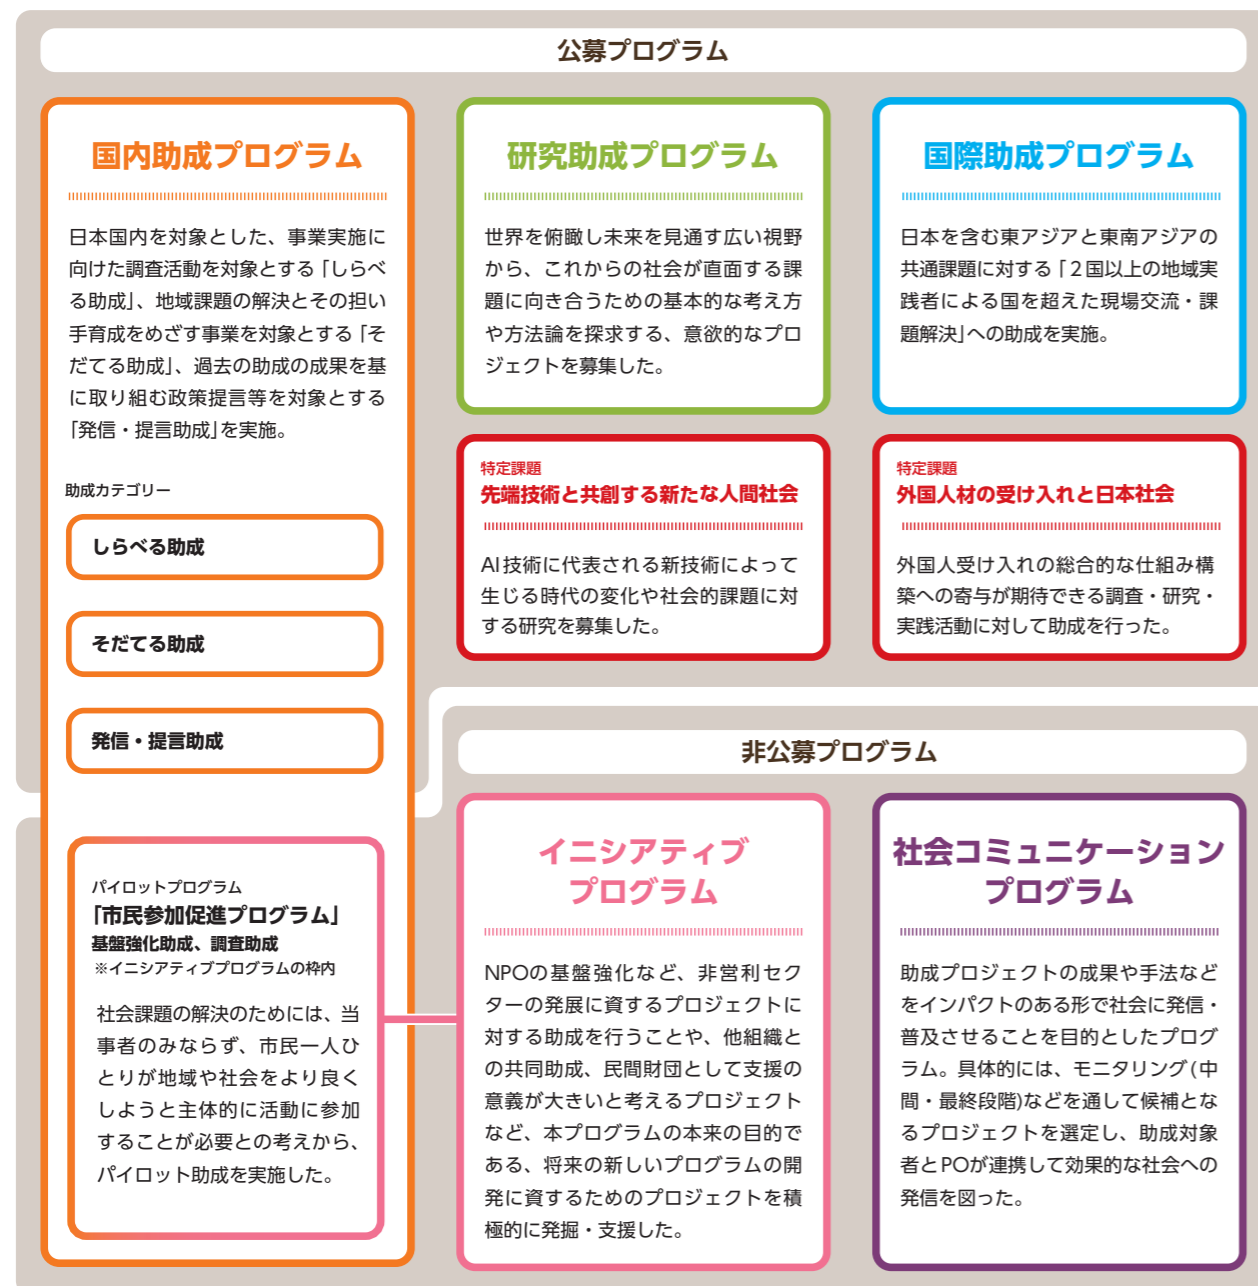 公募プログラム
国内助成プログラム
日本国内を対象とした、事業実施に
向けた調査活動を対象とする「しらべ
る助成」、地域課題の解決とその担い
手育成をめざす事業を対象とする「そ
だてる助成」、過去の助成の成果を基
に取り組む政策提言等を対象とする
「発信・提言助成」を実施。
助成カテゴリー
しらべる助成
そだてる助成
発信・提言助成
パイロットプログラム
「市民参加促進プログラム」
基盤強化助成、調査助成
※イニシアティブプログラムの枠内
社会課題の解決のためには、当
事者のみならず、市民一人ひ
とりが地域や社会をより良く
しようと主体的に活動に参加
することが必要との考えから、
パイロット助成を実施した。
研究助成プログラム
世界を俯瞰し未来を見通す広い視野
から、これからの社会が直面する課
題に向き合うための基本的な考え方
や方法論を探求する、意欲的なプロ
ジェクトを募集した。
特定課題
先端技術と共創する新たな人間社会
AI技術に代表される新技術によって
生じる時代の変化や社会的課題に対
する研究を募集した。
国際助成プログラム
日本を含む東アジアと東南アジアの
共通課題に対する「2国以上の地域実
践者による国を超えた現場交流・課
題解決」への助成を実施。
特定課題
外国人材の受け入れと日本社会
外国人受け入れの総合的な仕組み構
築への寄与が期待できる調査・研究・
実践活動に対して助成を行った。
非公募プログラム
イニシアティブ
プログラム
NPOの基盤強化など、非営利セク
ターの発展に資するプロジェクトに
対する助成を行うことや、他組織と
の共同助成、民間財団として支援の
意義が大きいと考えるプロジェクト
など、本プログラムの本来の目的で
ある、将来の新しいプログラムの開
発に資するためのプロジェクトを積
極的に発掘・支援した。
社会コミュニケーション
プログラム
助成プロジェクトの成果や手法など
をインパクトのある形で社会に発信・
普及させることを目的としたプログ
ラム。具体的には、モニタリング(中
間・最終段階)などを通して候補とな
るプロジェクトを選定し、助成対象
者とPOが連携して効果的な社会への
発信を図った。